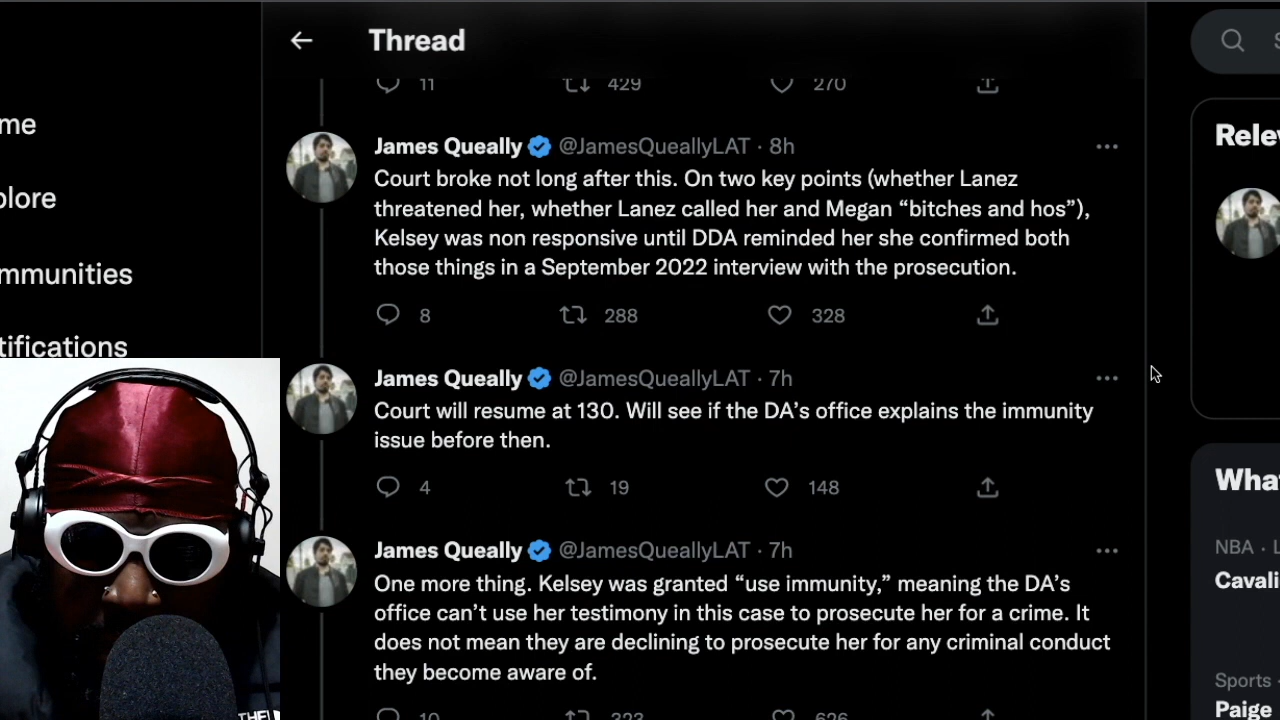 Thread
11 429 270
James Queally @JamesQueallyLAT · 8h
Court broke not long after this. On two key points (whether Lanez
threatened her, whether Lanez called her and Megan “bitches and hos”),
Kelsey was non responsive until DDA reminded her she confirmed both
those things in a September 2022 interview with the prosecution.
8 288 328
James Queally @JamesQueallyLAT · 7h
Court will resume at 130. Will see if the DA’s office explains the immunity
issue before then.
4 19 148
James Queally @JamesQueallyLAT · 7h
One more thing. Kelsey was granted “use immunity,” meaning the DA’s
office can’t use her testimony in this case to prosecute her for a crime. It
does not mean they are declining to prosecute her for any criminal conduct
they become aware of.
10 323 626
me
plore
mmunities
tifications
THE
Rele
What
NBA · L
Cavali
Sports ·
Paige